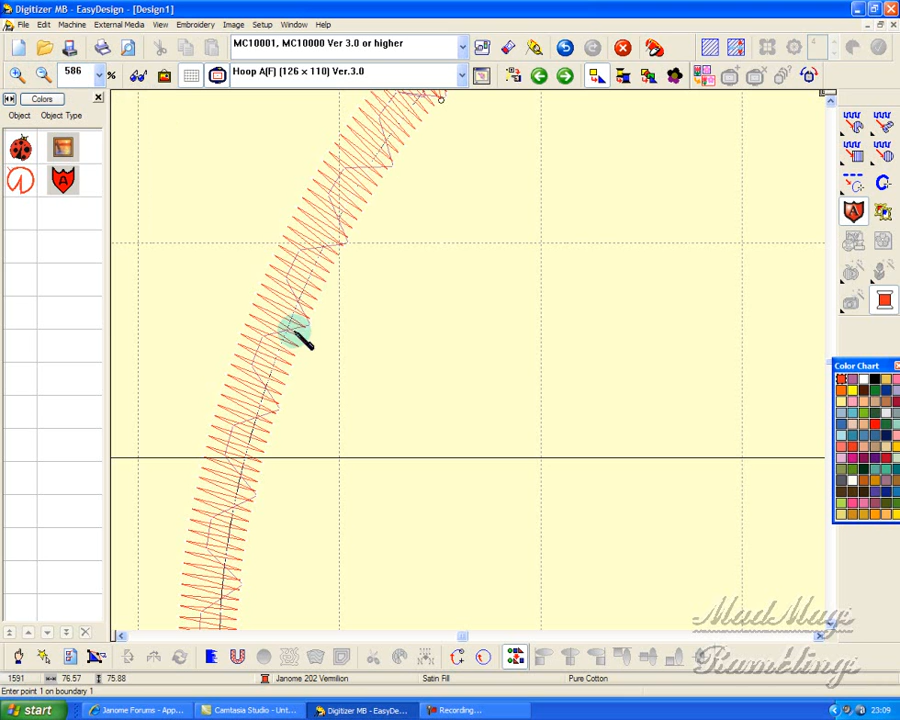 Digitizer MB - EasyDesign - [Design1]
File Edit Machine External Media View Embroidery Image Setup Window Help
MC10001, MC10000 Ver 3.0 or higher
586 %
Hoop A(F) (126 x 110) Ver.3.0
Colors
Object Object Type
A
A
Color Chart
MadMags
Ramblings
1591 76.57 75.88 Janome 202 Vermilion Satin Fill Pure Cotton
Enter point 1 on boundary 1
start Janome Forums - App... Camtasia Studio - Unt... Digitizer MB - EasyDe... Recording... 23:09